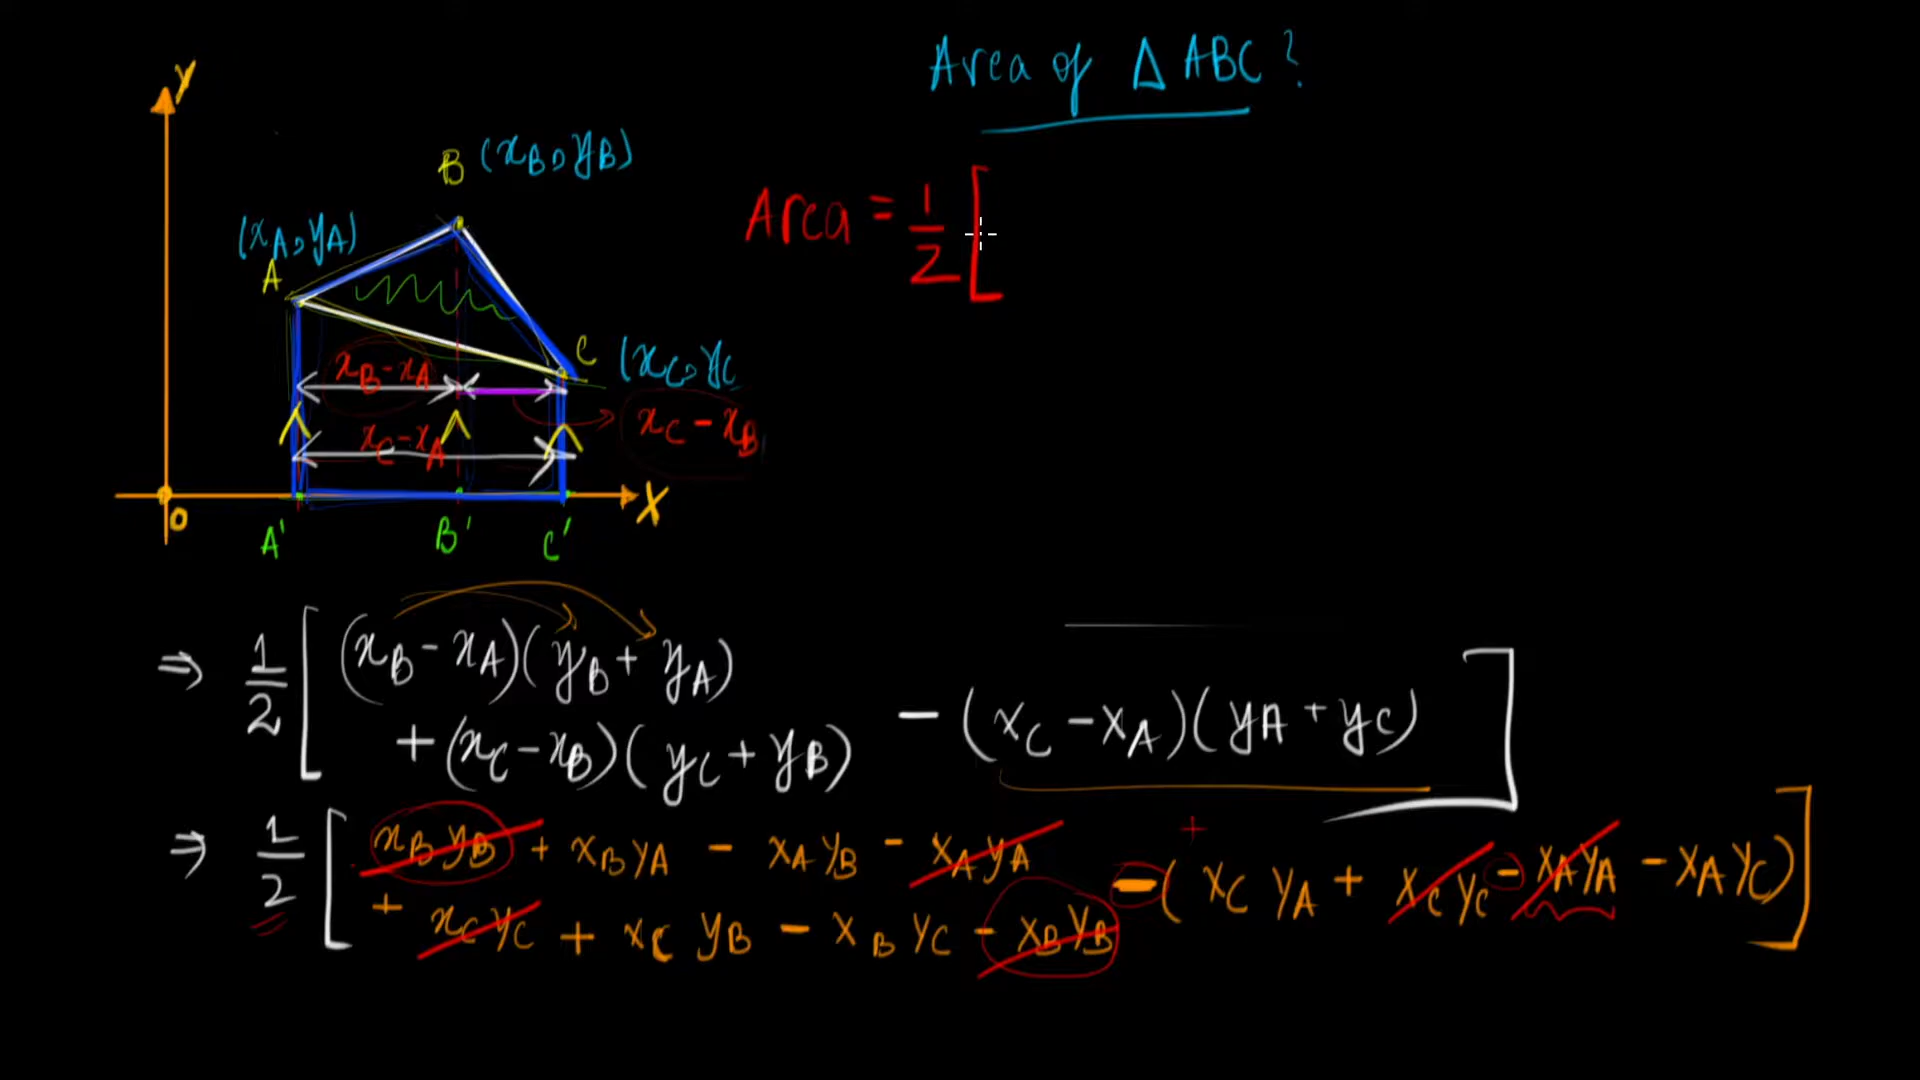 Area of Δ ABC?
Y
B (xB, yB)
(xA, yA)
A
Area = 1/2 [
C (xC, yC
xB - xA
xC - xB
xC - xA
O
X
A' B' C'
⇒ 1/2 [ (xB - xA)(yB + yA)
+ (xC - xB)(yC + yB) - (xC - xA)(yA + yC) ]
⇒ 1/2 [ xB yB + xB yA - xA yB - xA yA
+ xC yC + xC yB - xB yC - xB yB - ( xC yA + xC yC - xA yA - xA yC) ]
+